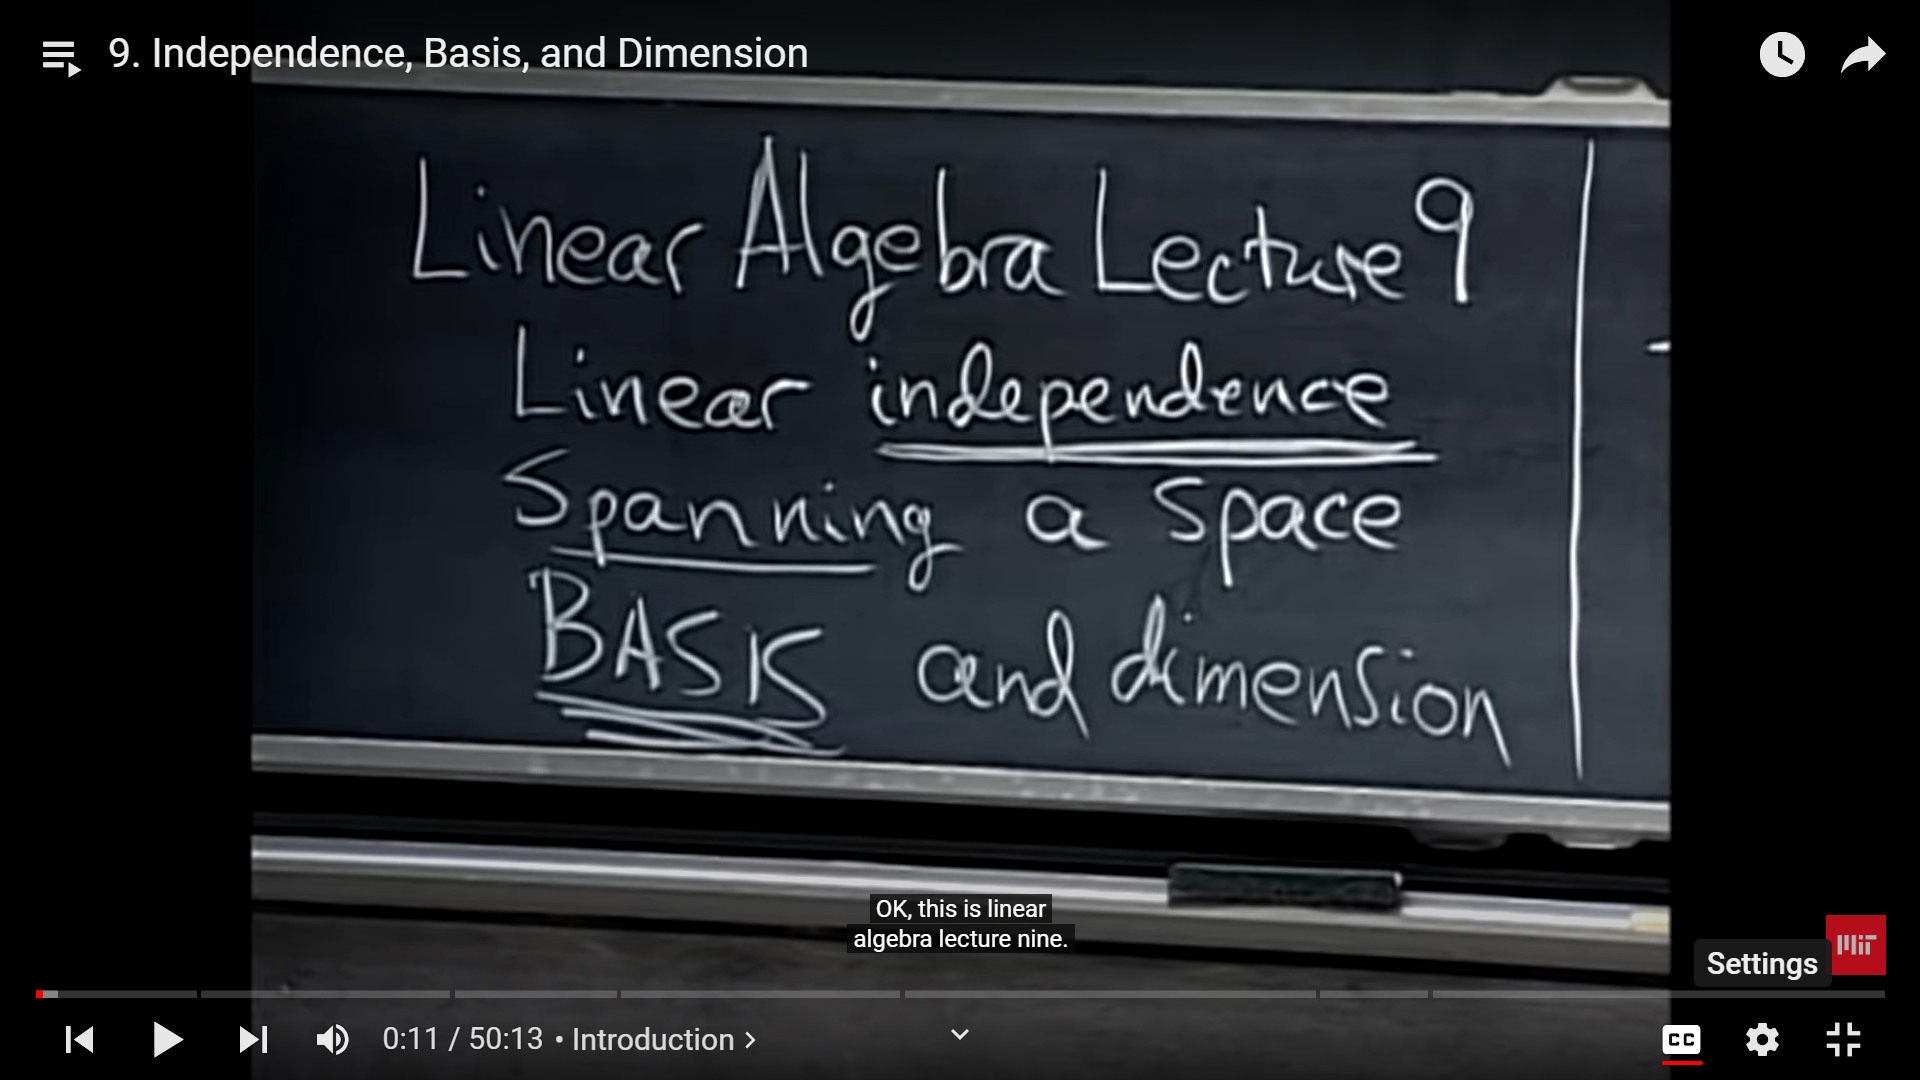 9. Independence, Basis, and Dimension
Linear Algebra Lecture 9
Linear independence
Spanning a Space
BASIS and dimension
OK, this is linear
algebra lecture nine.
MIT
Settings
0:11 / 50:13 • Introduction >
CC